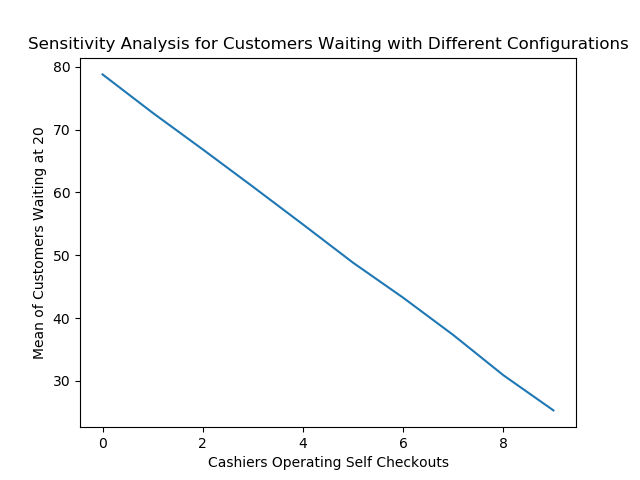 Sensitivity Analysis for Customers Waiting with Different Configurations
Mean of Customers Waiting at 20
80
70
60
50
40
30
0 2 4 6 8
Cashiers Operating Self Checkouts